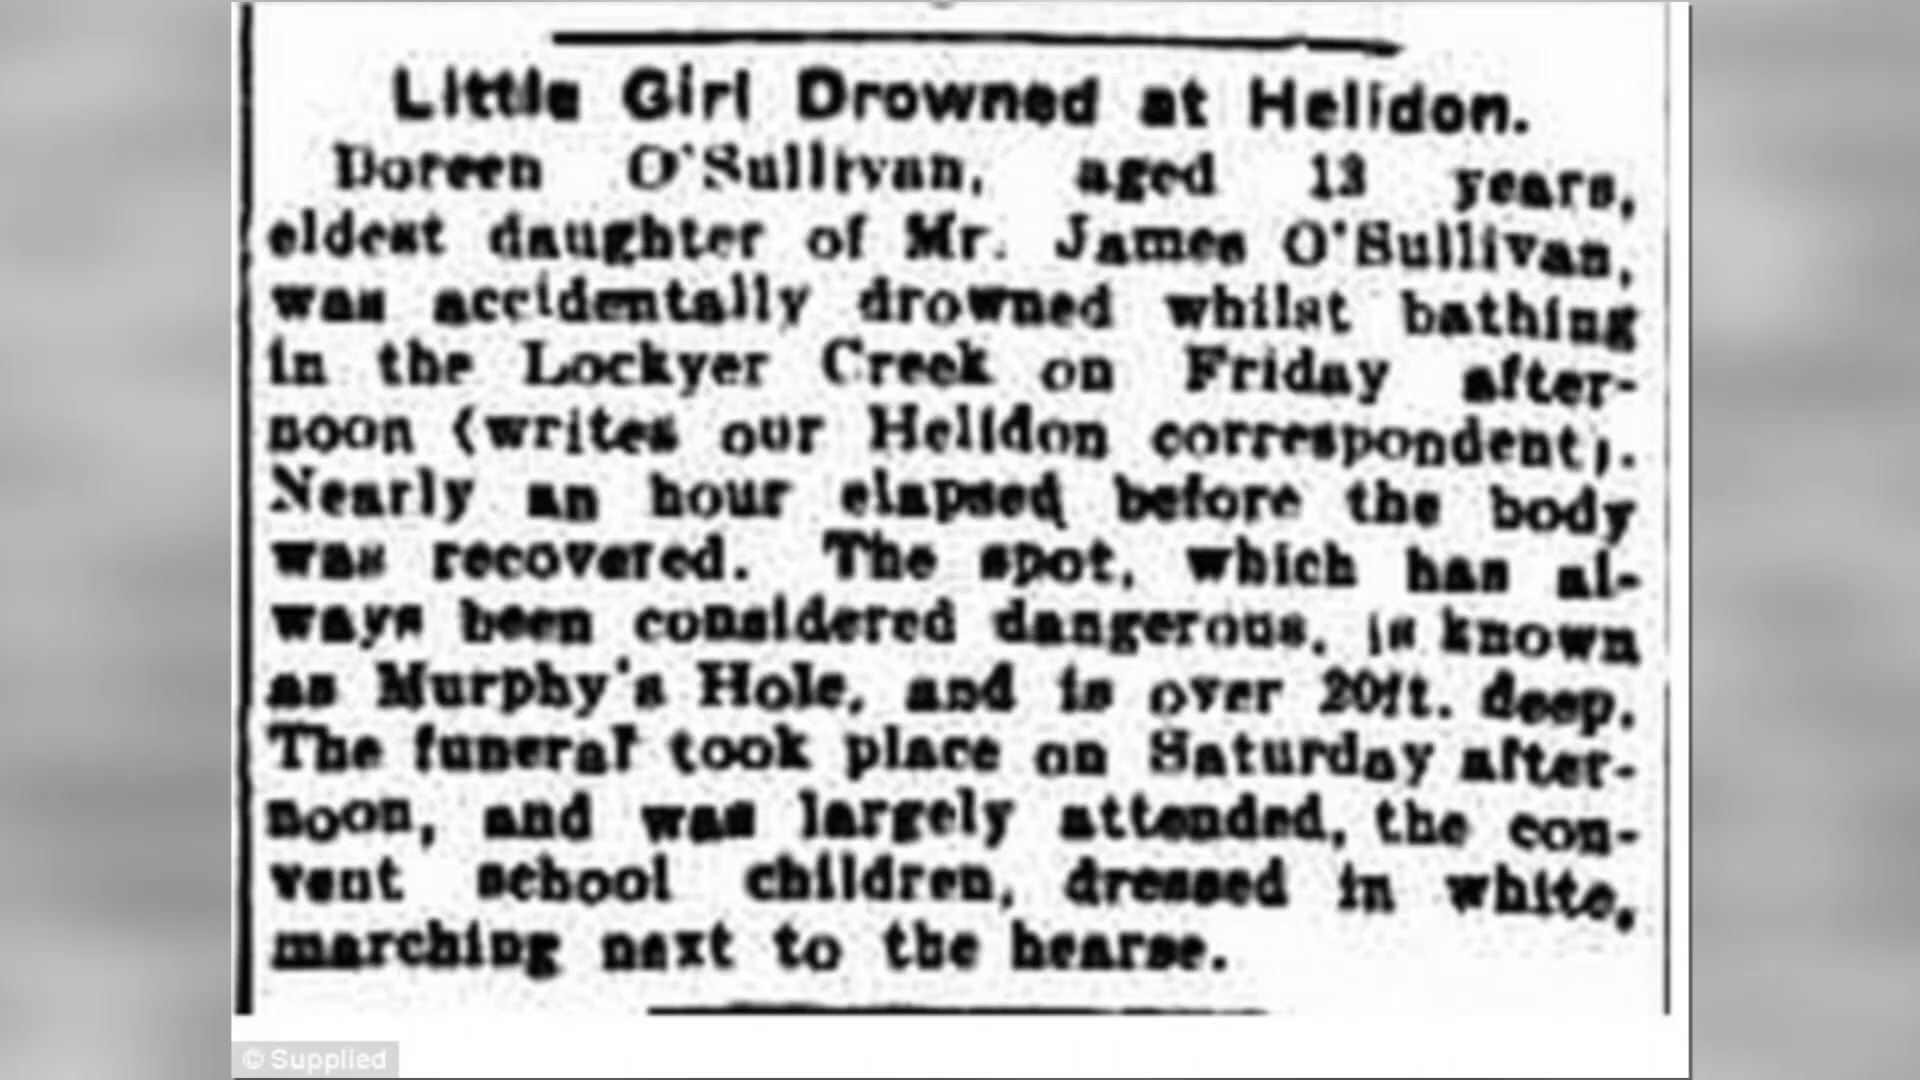 Little Girl Drowned at Helidon.
Doreen O'Sullivan, aged 13 years,
eldest daughter of Mr. James O'Sullivan,
was accidentally drowned whilst bathing
in the Lockyer Creek on Friday after-
noon (writes our Helidon correspondent).
Nearly an hour elapsed before the body
was recovered. The spot, which has al-
ways been considered dangerous, is known
as Murphy's Hole, and is over 20ft. deep.
The funeral took place on Saturday after-
noon, and was largely attended, the con-
vent school children, dressed in white,
marching next to the hearse.
© Supplied